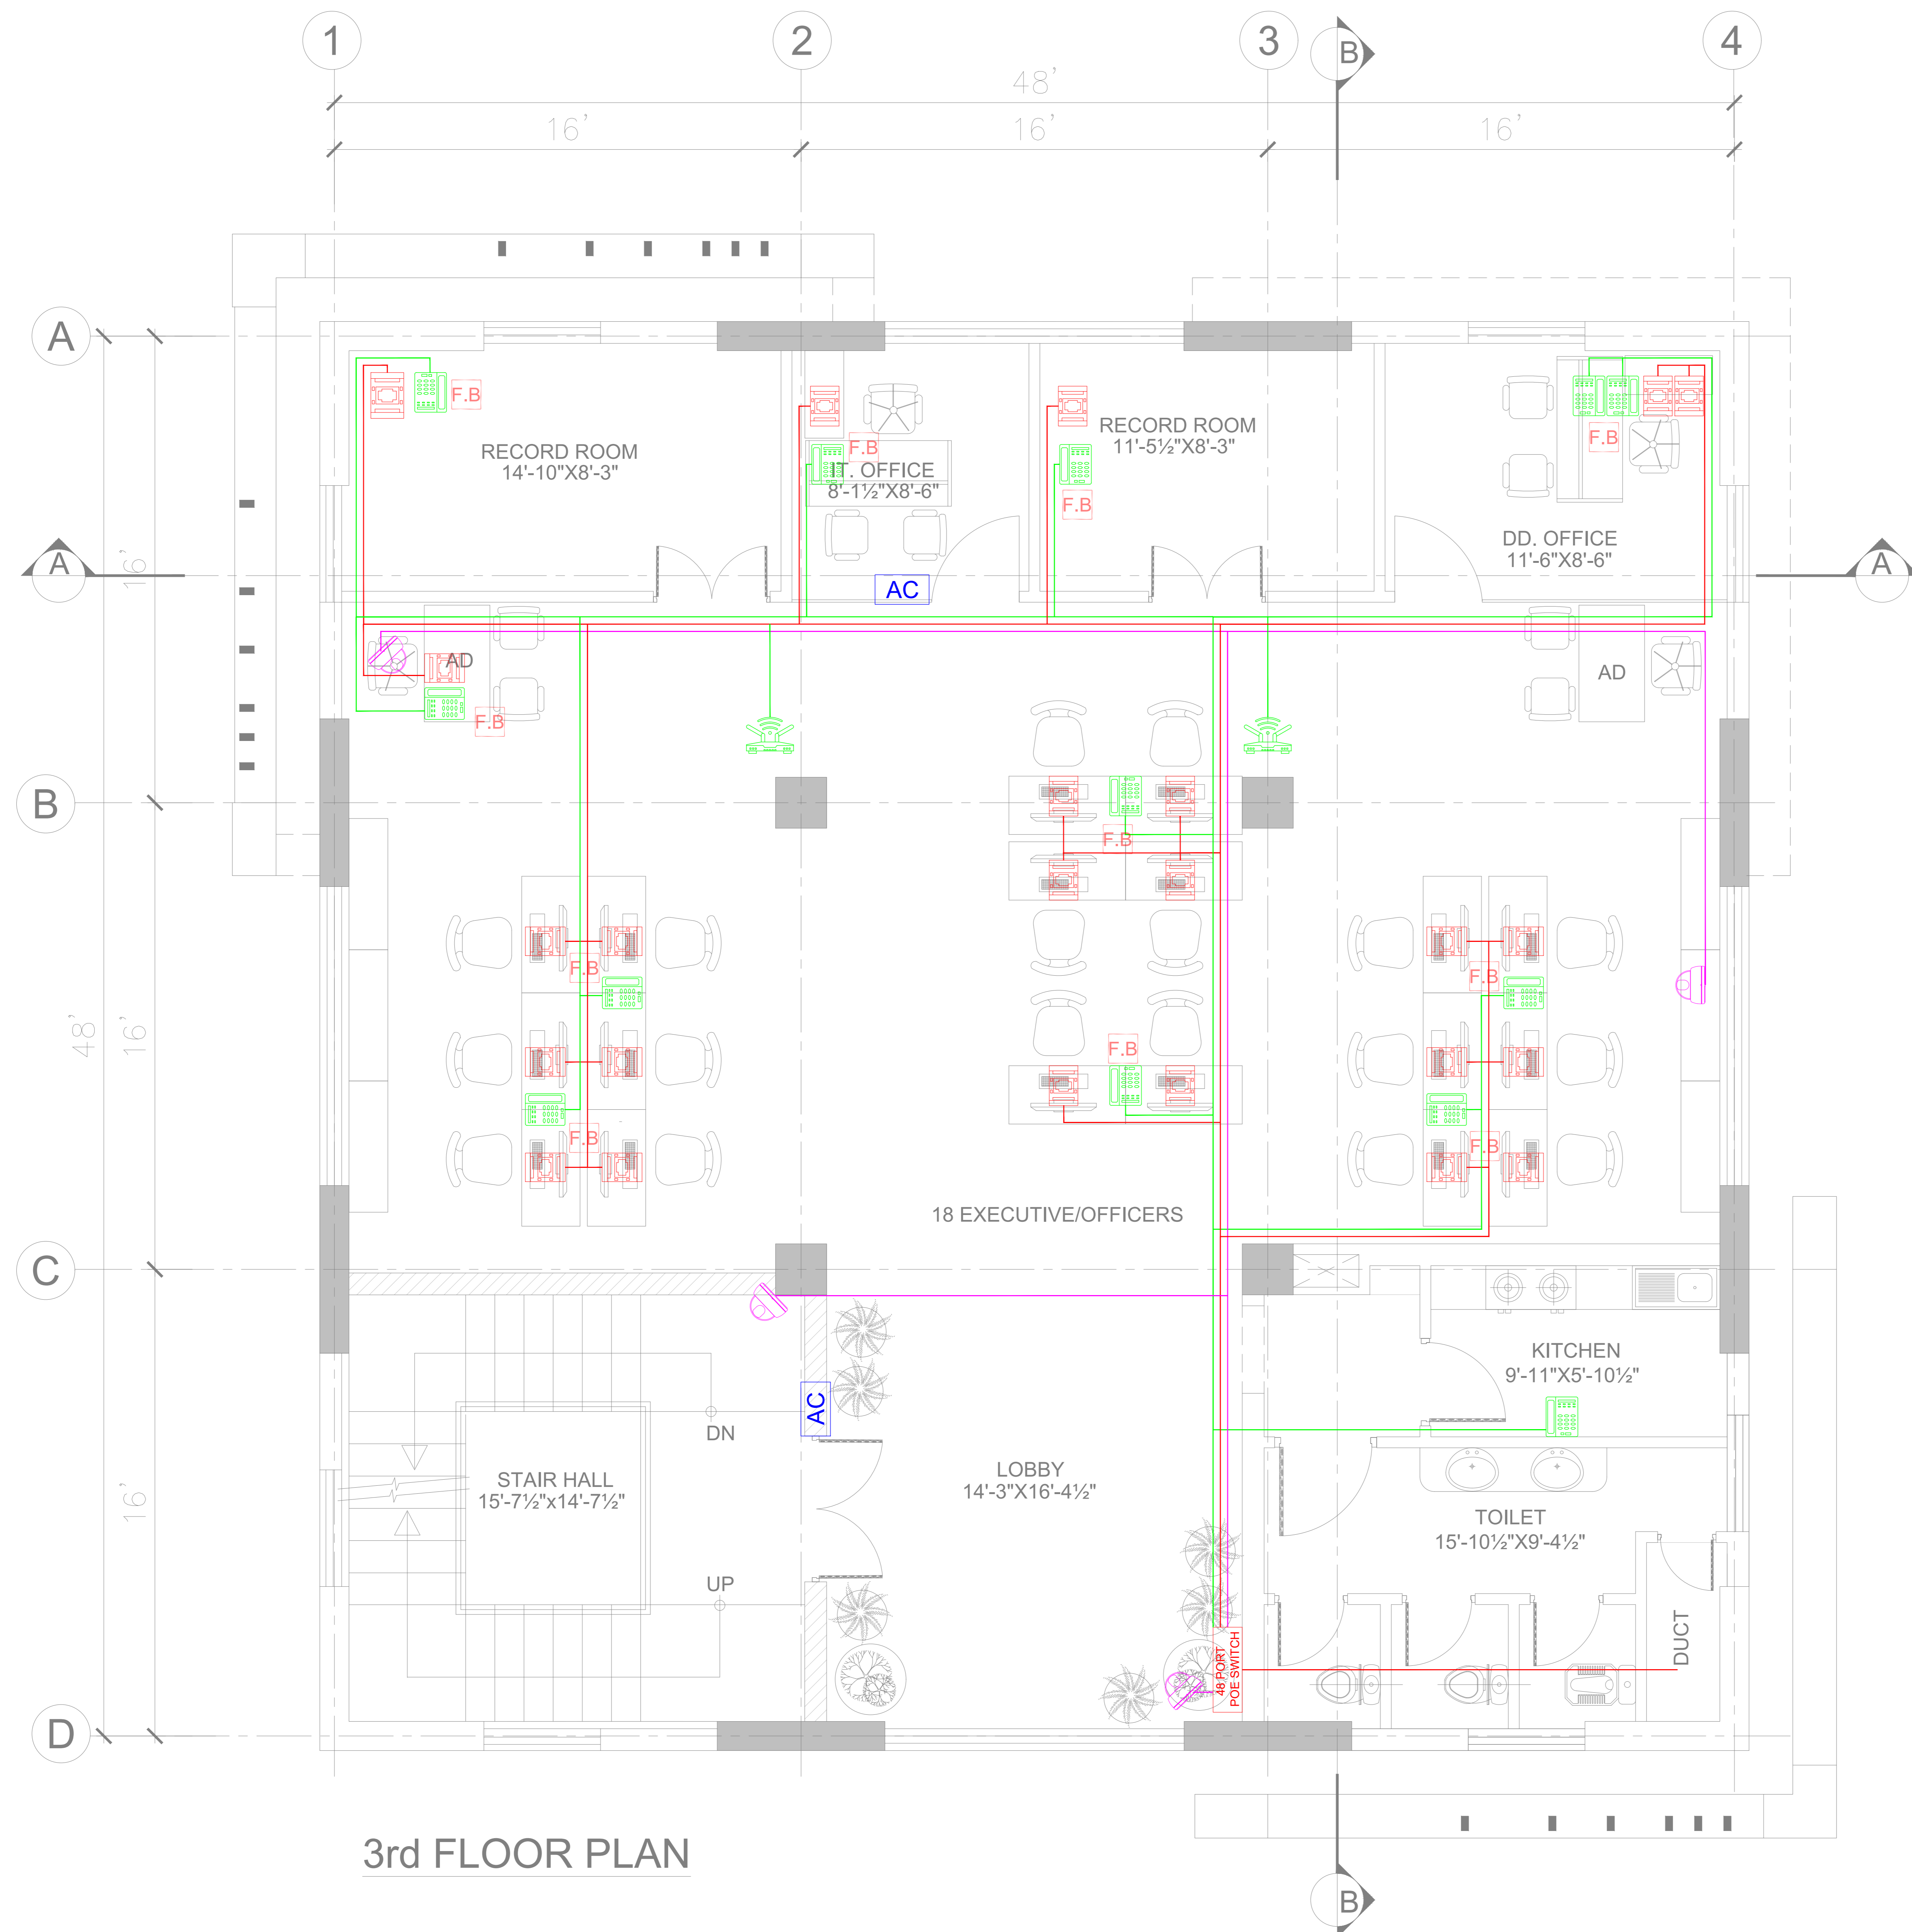 1
2
3
4
B
48'
16'
16'
16'
A
F.B
RECORD ROOM
14'-10"X8'-3"
F.B
IT. OFFICE
8'-1½"X8'-6"
RECORD ROOM
11'-5½"X8'-3"
F.B
F.B
DD. OFFICE
11'-6"X8'-6"
A
16'
AC
A
AD
F.B
AD
B
F.B
F.B
F.B
48'
16'
F.B
F.B
F.B
18 EXECUTIVE/OFFICERS
C
KITCHEN
9'-11"X5'-10½"
AC
DN
STAIR HALL
15'-7½"x14'-7½"
LOBBY
14'-3"X16'-4½"
16'
TOILET
15'-10½"X9'-4½"
UP
DUCT
48 PORT
POE SWITCH
D
3rd FLOOR PLAN
B